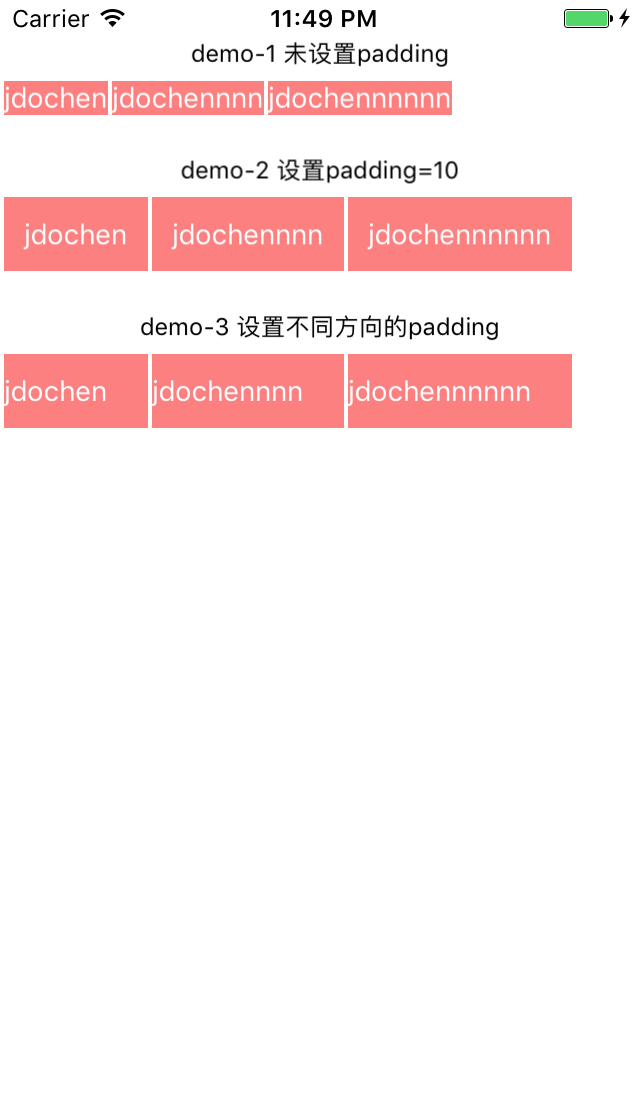 Carrier 11:49 PM
demo-1 未设置padding
jdochen jdochennnn jdochennnnnn
demo-2 设置padding=10
jdochen jdochennnn jdochennnnnn
demo-3 设置不同方向的padding
jdochen jdochennnn jdochennnnnn